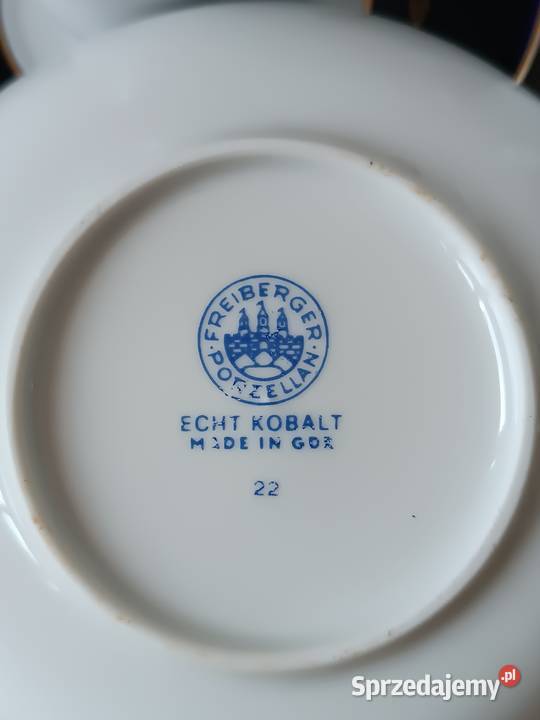 FREIBERGER
PORZELLAN
ECHT KOBALT
MADE IN GDR
22
Sprzedajemy.pl